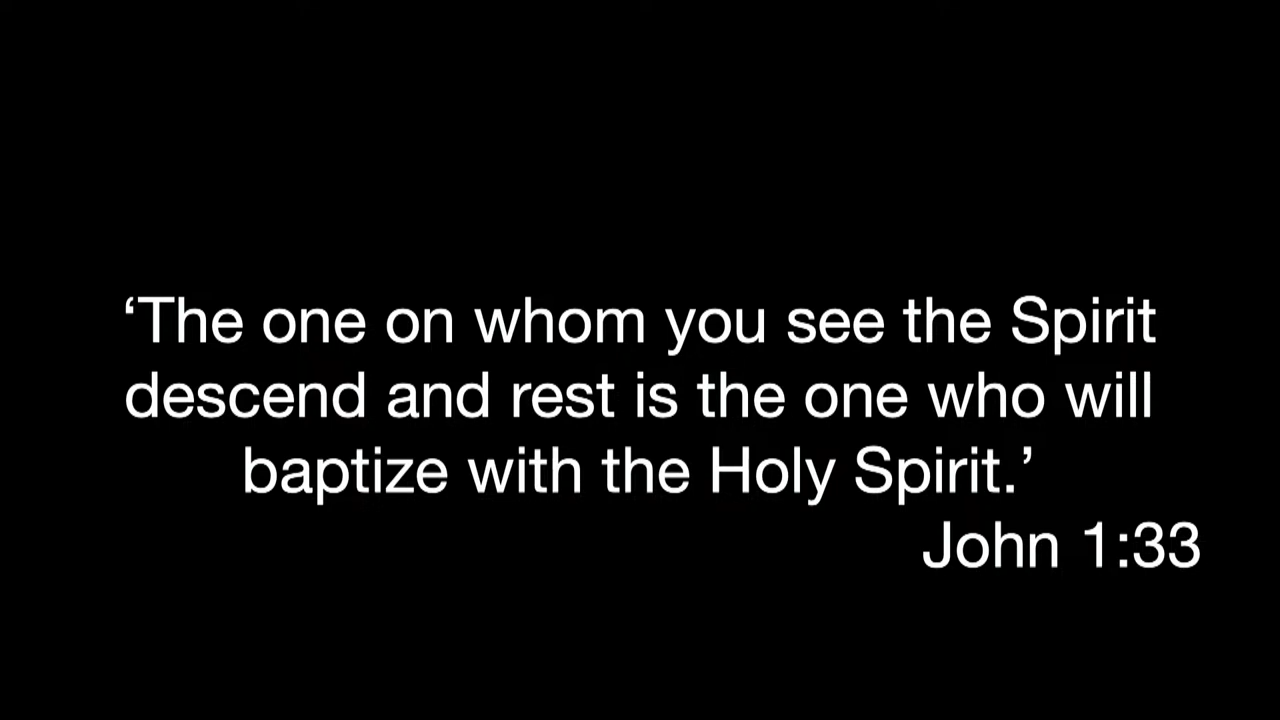 ‘The one on whom you see the Spirit
descend and rest is the one who will
baptize with the Holy Spirit.’
John 1:33